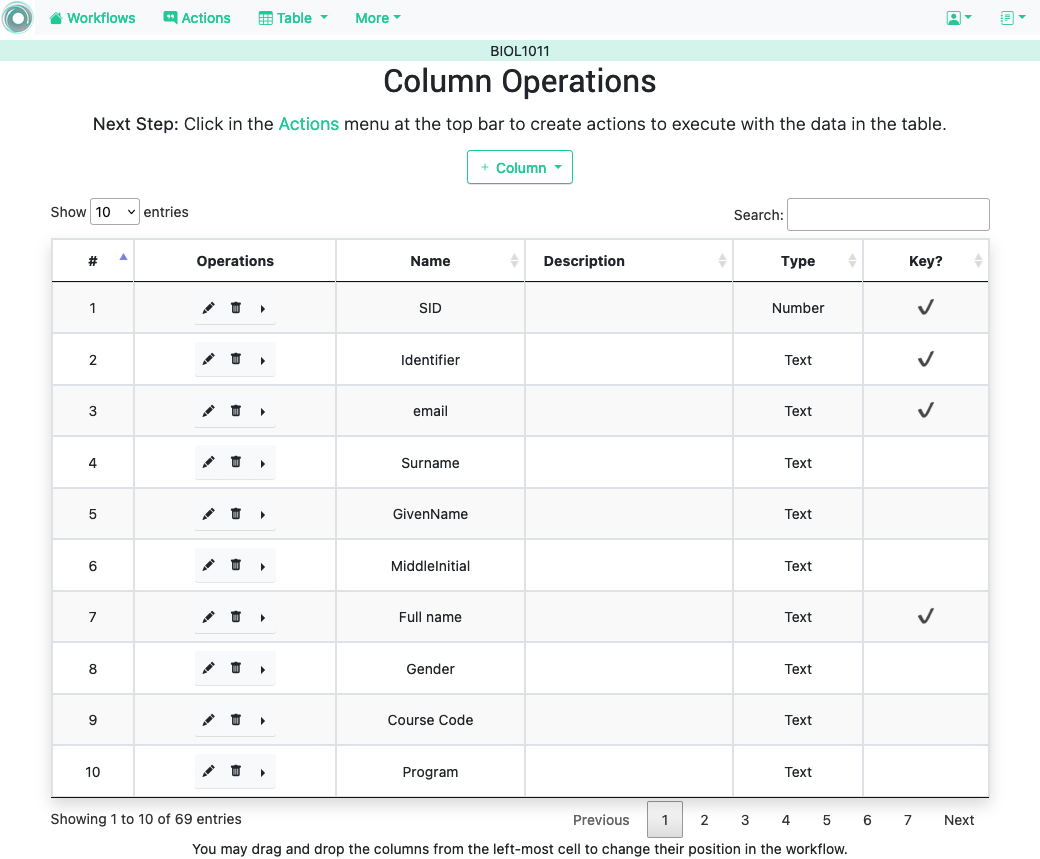 Workflows Actions Table More
BIOL1011
Column Operations
Next Step: Click in the Actions menu at the top bar to create actions to execute with the data in the table.
+ Column
Show 10 entries
Search:
# Operations Name Description Type Key?
1 SID Number ✓
2 Identifier Text ✓
3 email Text ✓
4 Surname Text
5 GivenName Text
6 MiddleInitial Text
7 Full name Text ✓
8 Gender Text
9 Course Code Text
10 Program Text
Showing 1 to 10 of 69 entries
Previous 1 2 3 4 5 6 7 Next
You may drag and drop the columns from the left-most cell to change their position in the workflow.